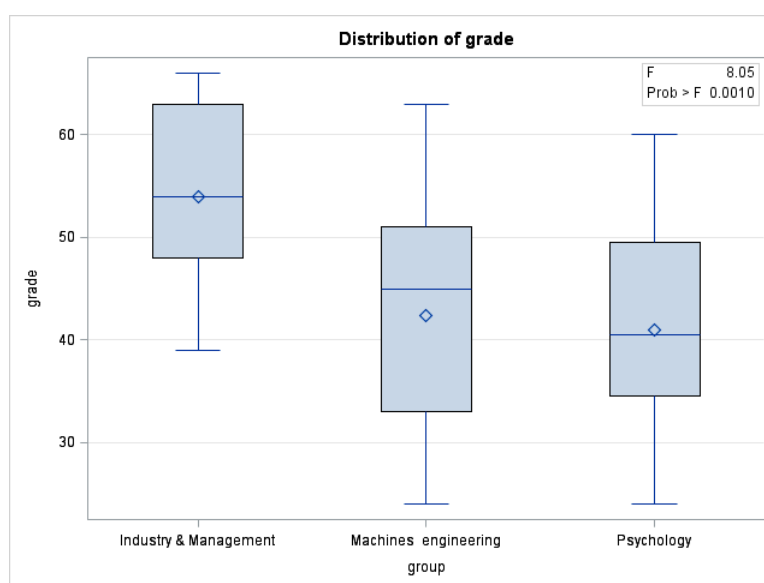 Distribution of grade
F 8.05
Prob > F 0.0010
60
50
40
30
grade
Industry & Management
Machines engineering
Psychology
group